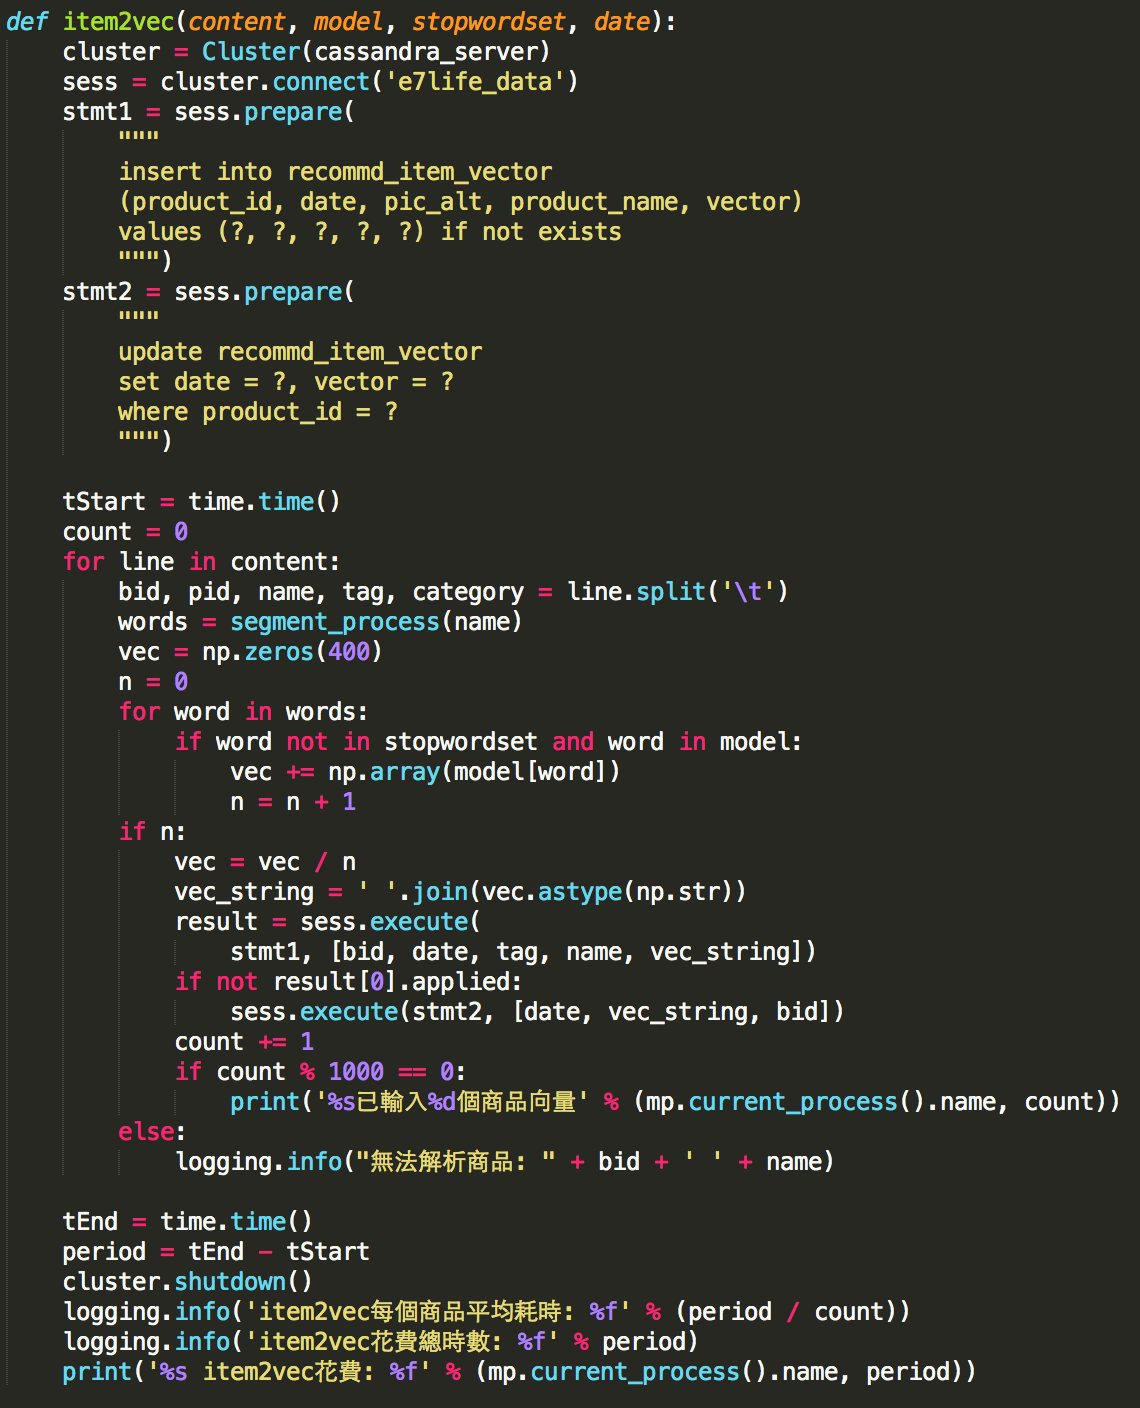 def item2vec(content, model, stopwordset, date):
    cluster = Cluster(cassandra_server)
    sess = cluster.connect('e7life_data')
    stmt1 = sess.prepare(
        """
        insert into recommd_item_vector
        (product_id, date, pic_alt, product_name, vector)
        values (?, ?, ?, ?, ?) if not exists
        """)
    stmt2 = sess.prepare(
        """
        update recommd_item_vector
        set date = ?, vector = ?
        where product_id = ?
        """)

    tStart = time.time()
    count = 0
    for line in content:
        bid, pid, name, tag, category = line.split('\t')
        words = segment_process(name)
        vec = np.zeros(400)
        n = 0
        for word in words:
            if word not in stopwordset and word in model:
                vec += np.array(model[word])
                n = n + 1
        if n:
            vec = vec / n
            vec_string = ' '.join(vec.astype(np.str))
            result = sess.execute(
                stmt1, [bid, date, tag, name, vec_string])
            if not result[0].applied:
                sess.execute(stmt2, [date, vec_string, bid])
            count += 1
            if count % 1000 == 0:
                print('%s已輸入%d個商品向量' % (mp.current_process().name, count))
        else:
            logging.info("無法解析商品: " + bid + ' ' + name)

    tEnd = time.time()
    period = tEnd - tStart
    cluster.shutdown()
    logging.info('item2vec每個商品平均耗時: %f' % (period / count))
    logging.info('item2vec花費總時數: %f' % period)
    print('%s item2vec花費: %f' % (mp.current_process().name, period))